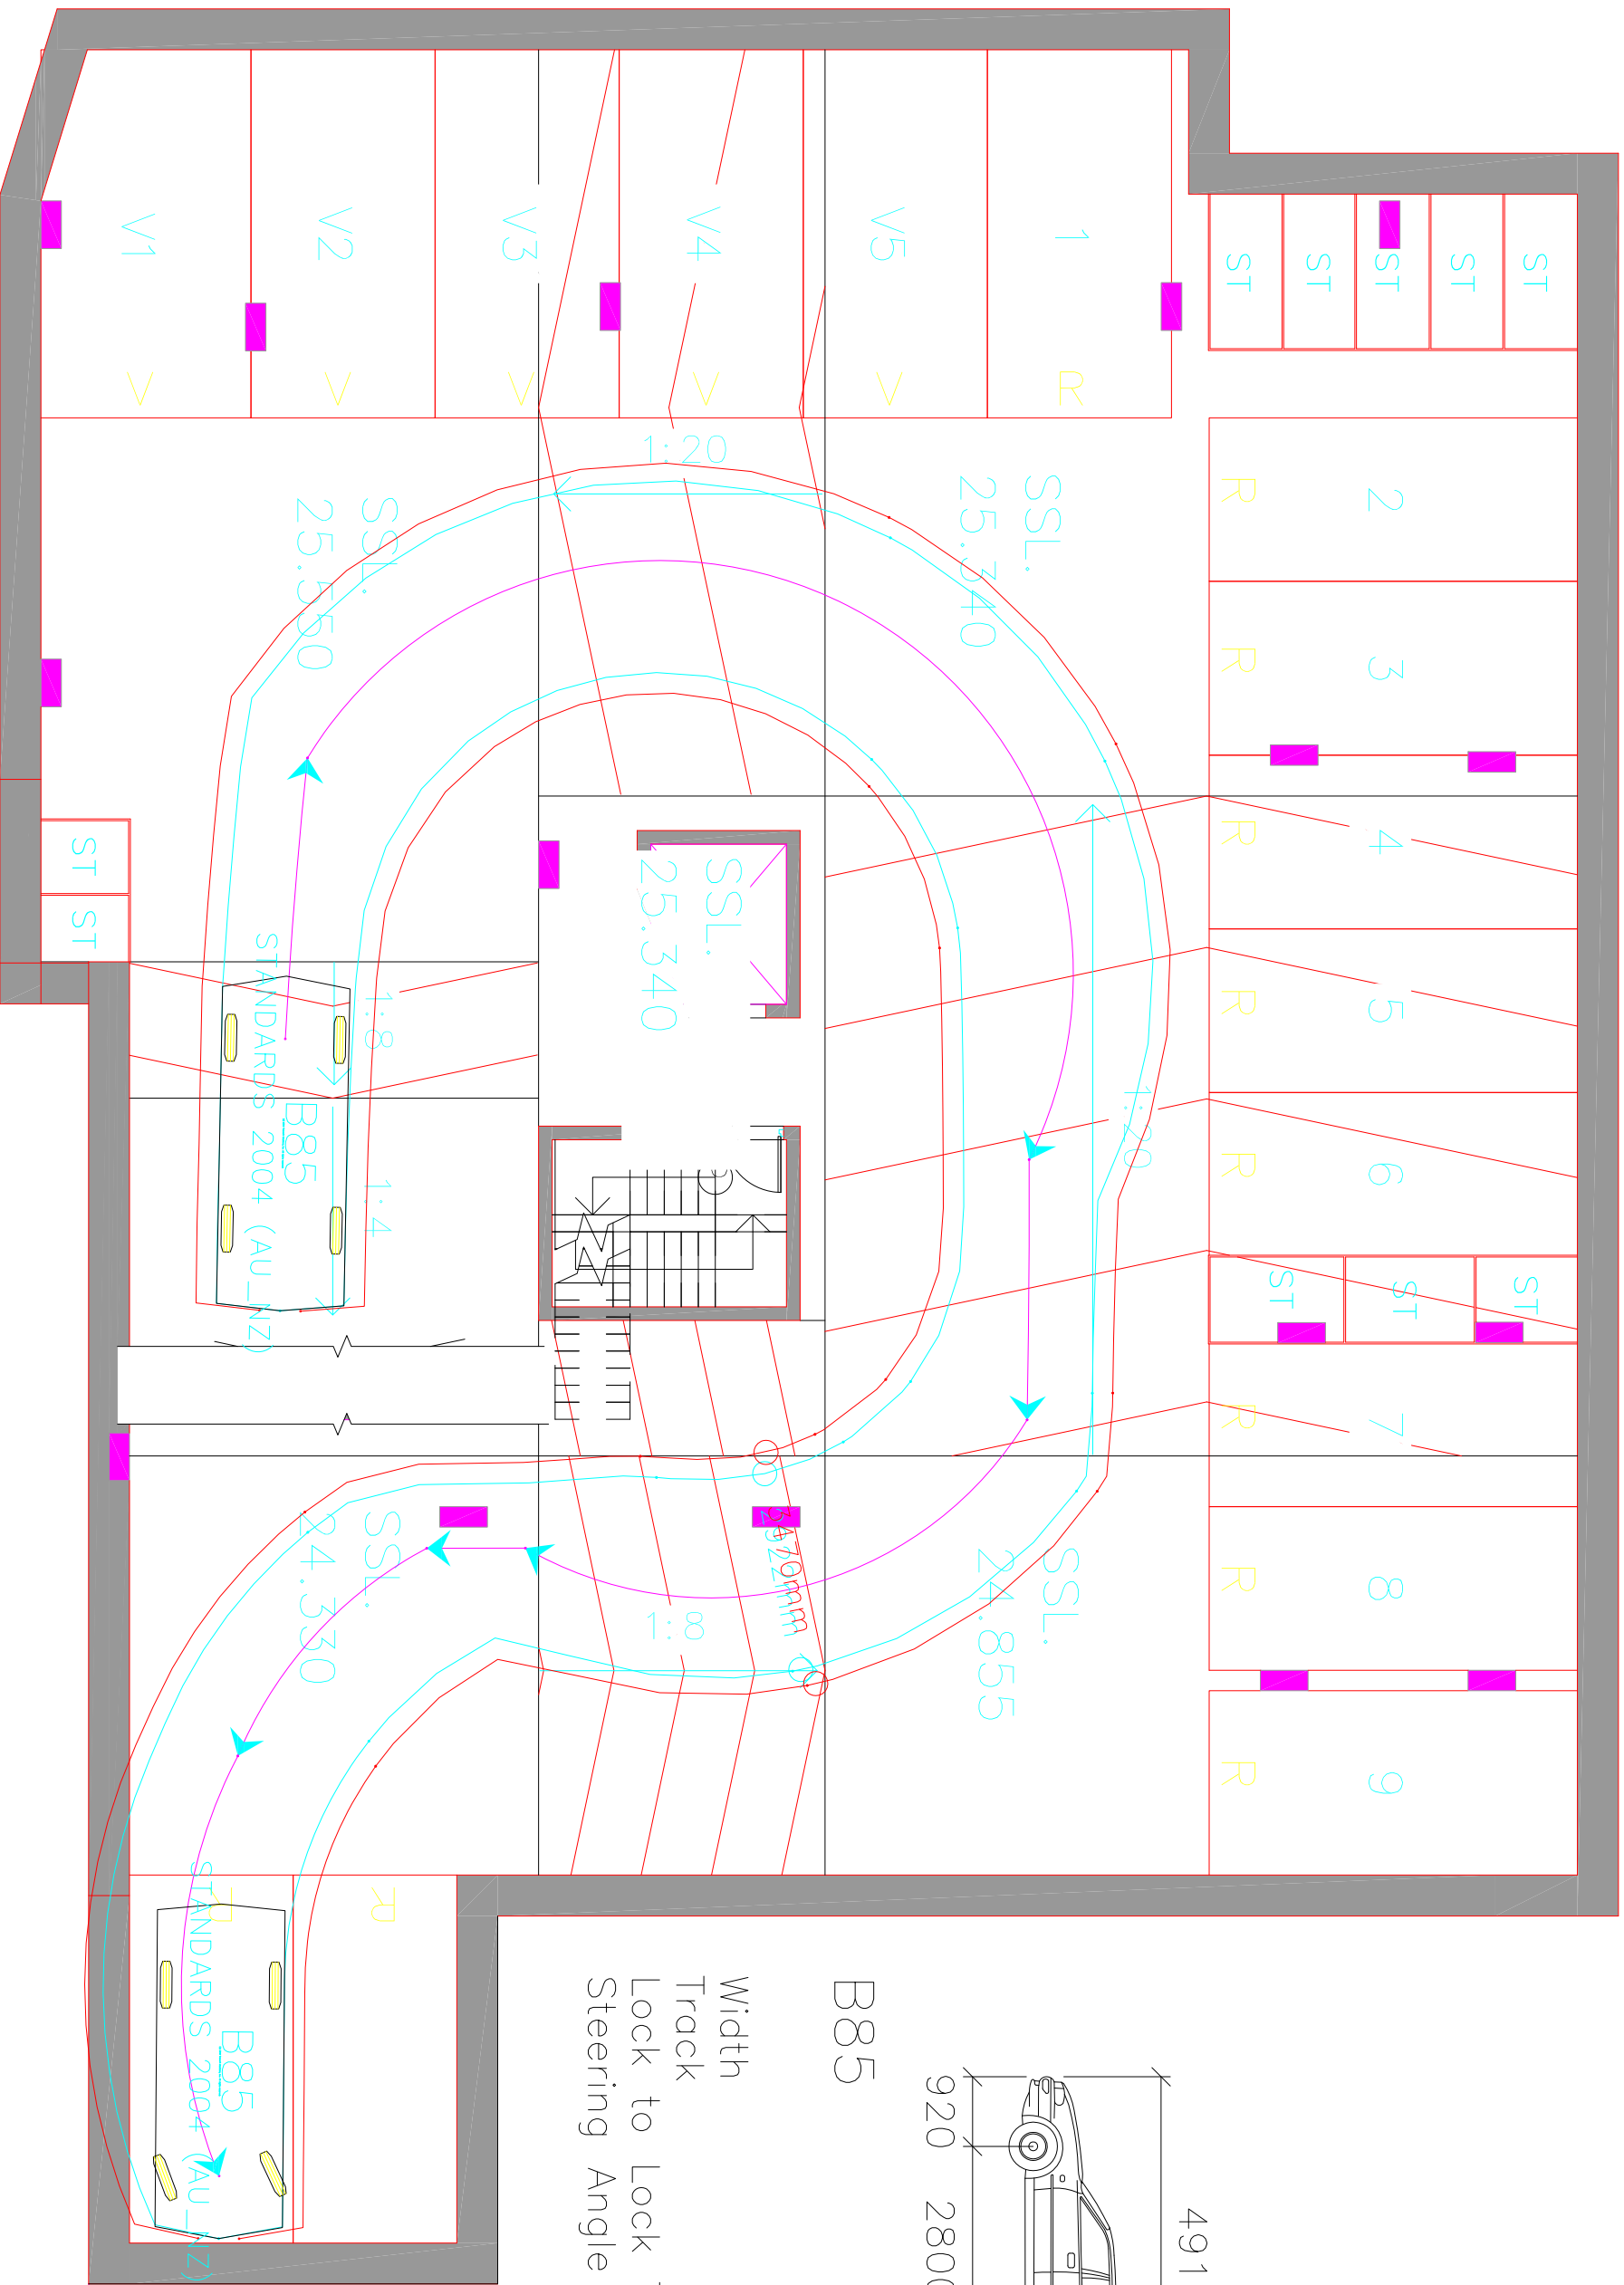 V1
V2
V3
V4
V5
1
V
V
V
V
V
R
ST
ST
ST
ST
ST
2
R
3
R
4
R
5
R
6
R
ST
ST
ST
7
R
8
R
9
R
1:20
SSL.
25.340
SSL.
25.550
SSL.
25.340
ST
ST
1:8
1:4
STANDARDS 2004 (AU_NZ)
B85
1:20
SSL.
24.855
SSL.
24.330
1:8
3470mm
2922mm
R
R
STANDARDS 2004 (AU_NZ)
B85
B85
Width
Track
Lock to Lock
Steering Angle
920
2800
491